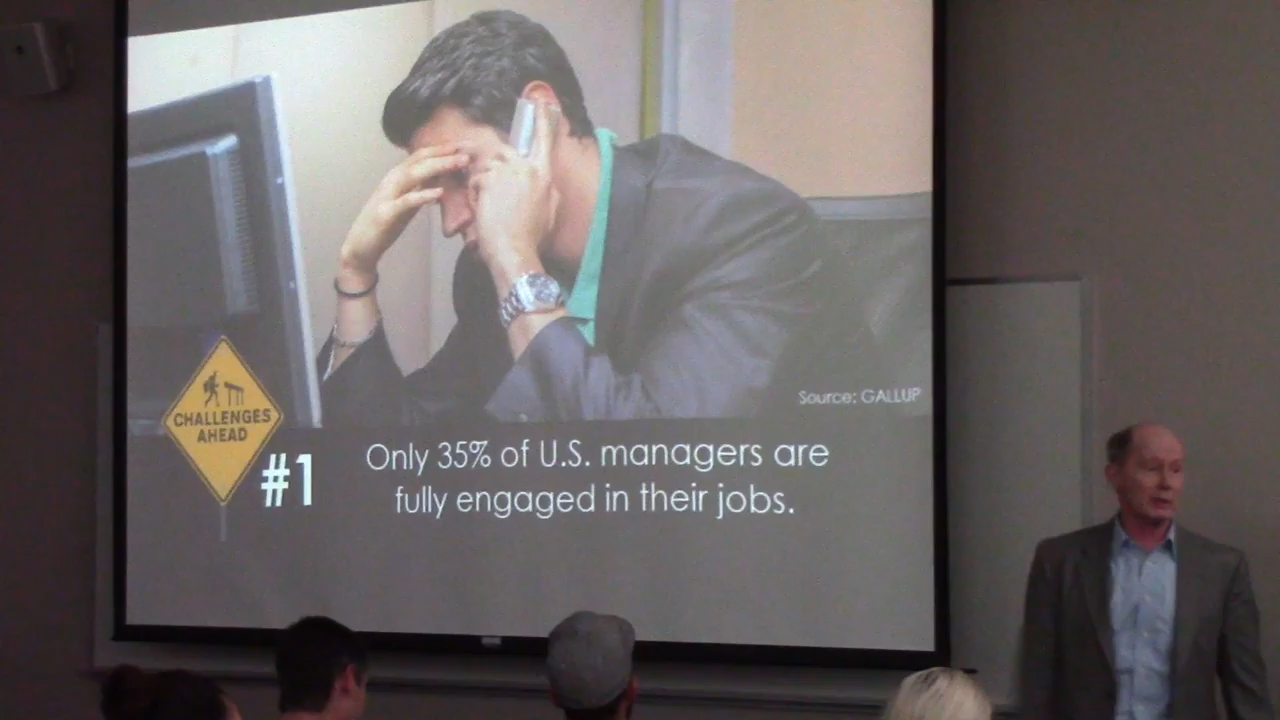 Source: GALLUP
CHALLENGES
AHEAD
#1
Only 35% of U.S. managers are
fully engaged in their jobs.